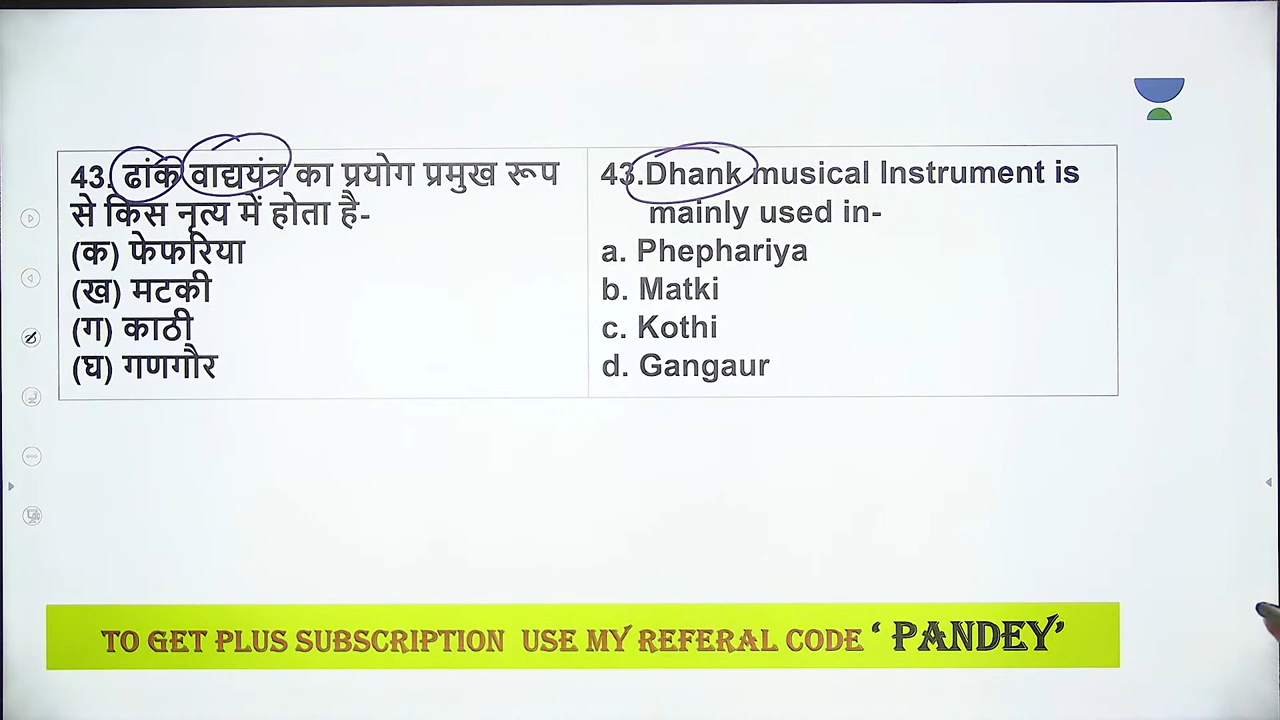 43. ढांक वाद्ययंत्र का प्रयोग प्रमुख रूप
से किस नृत्य में होता है-
(क) फेफरिया
(ख) मटकी
(ग) काठी
(घ) गणगौर
43.Dhank musical Instrument is
mainly used in-
a. Phephariya
b. Matki
c. Kothi
d. Gangaur
TO GET PLUS SUBSCRIPTION USE MY REFERAL CODE ‘ PANDEY’